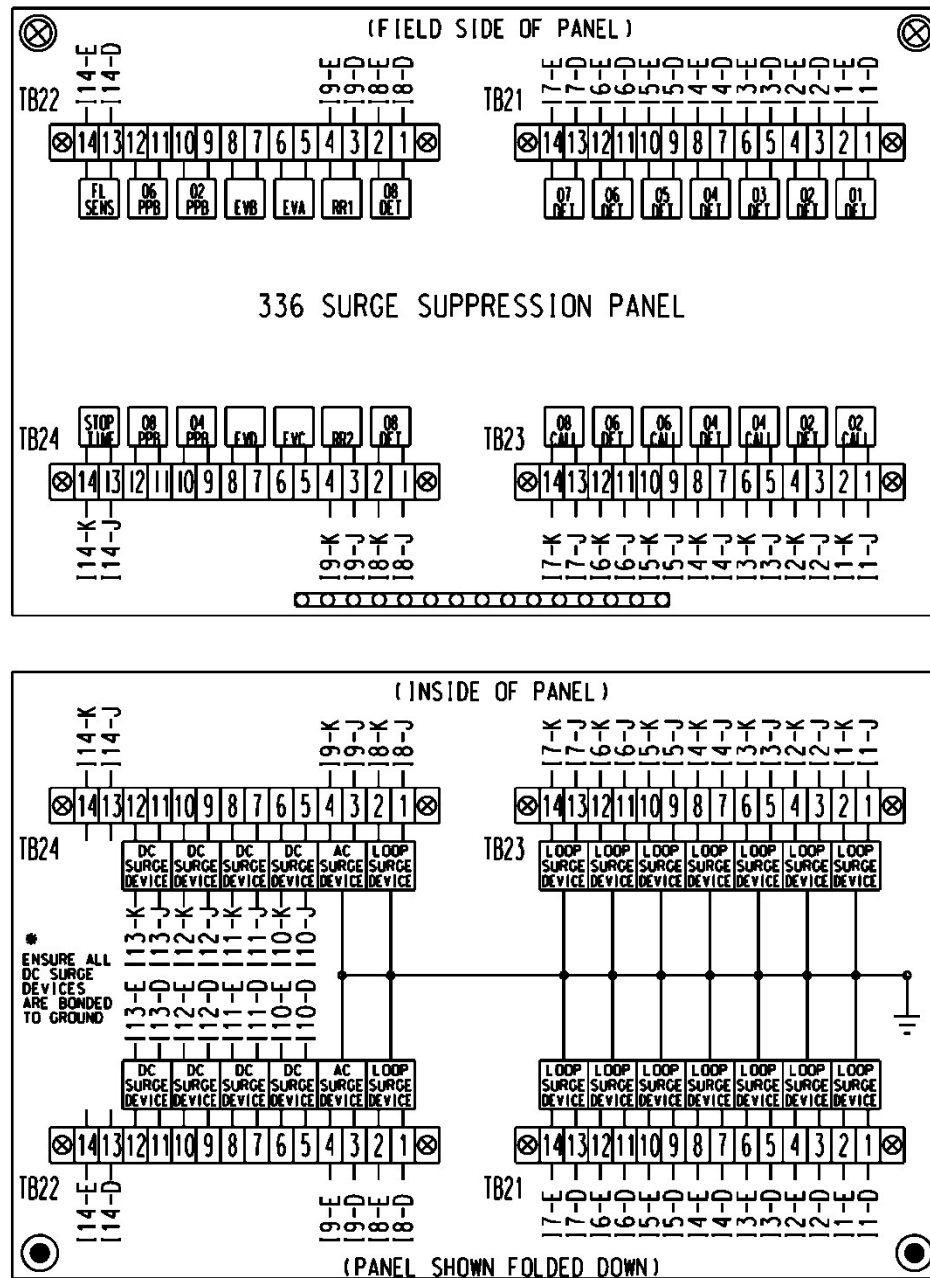 (FIELD SIDE OF PANEL)
I14-E I14-D I9-E I9-D I8-E I8-D I7-E I7-D I6-E I6-D I5-E I5-D I4-E I4-D I3-E I3-D I2-E I2-D I1-E I1-D
TB22 TB21
14 13 12 11 10 9 8 7 6 5 4 3 2 1 14 13 12 11 10 9 8 7 6 5 4 3 2 1
FL 06 02 08 07 06 05 04 03 02 01
SENS PPB PPB EVB EVA RR1 DET DET DET DET DET DET DET DET
336 SURGE SUPPRESSION PANEL
STOP 08 04 08 08 06 06 04 04 02 02
TIME PPB PPB EVD EVC RR2 DET CALL DET CALL DET CALL DET CALL
TB24 TB23
14 13 12 11 10 9 8 7 6 5 4 3 2 1 14 13 12 11 10 9 8 7 6 5 4 3 2 1
I14-K I14-J I9-K I9-J I8-K I8-J I7-K I7-J I6-K I6-J I5-K I5-J I4-K I4-J I3-K I3-J I2-K I2-J I1-K I1-J
(INSIDE OF PANEL)
I14-K I14-J I9-K I9-J I8-K I8-J I7-K I7-J I6-K I6-J I5-K I5-J I4-K I4-J I3-K I3-J I2-K I2-J I1-K I1-J
14 13 12 11 10 9 8 7 6 5 4 3 2 1 14 13 12 11 10 9 8 7 6 5 4 3 2 1
TB24 TB23
DC DC DC DC AC LOOP LOOP LOOP LOOP LOOP LOOP LOOP LOOP
SURGE SURGE SURGE SURGE SURGE SURGE SURGE SURGE SURGE SURGE SURGE SURGE SURGE
DEVICE DEVICE DEVICE DEVICE DEVICE DEVICE DEVICE DEVICE DEVICE DEVICE DEVICE DEVICE DEVICE
I13-K I13-J I12-K I12-J I11-K I11-J I10-K I10-J
*
ENSURE ALL
DC SURGE
DEVICES
ARE BONDED
TO GROUND
I13-E I13-D I12-E I12-D I11-E I11-D I10-E I10-D
DC DC DC DC AC LOOP LOOP LOOP LOOP LOOP LOOP LOOP LOOP
SURGE SURGE SURGE SURGE SURGE SURGE SURGE SURGE SURGE SURGE SURGE SURGE SURGE
DEVICE DEVICE DEVICE DEVICE DEVICE DEVICE DEVICE DEVICE DEVICE DEVICE DEVICE DEVICE DEVICE
14 13 12 11 10 9 8 7 6 5 4 3 2 1 14 13 12 11 10 9 8 7 6 5 4 3 2 1
TB22 TB21
I14-E I14-D I9-E I9-D I8-E I8-D I7-E I7-D I6-E I6-D I5-E I5-D I4-E I4-D I3-E I3-D I2-E I2-D I1-E I1-D
(PANEL SHOWN FOLDED DOWN)